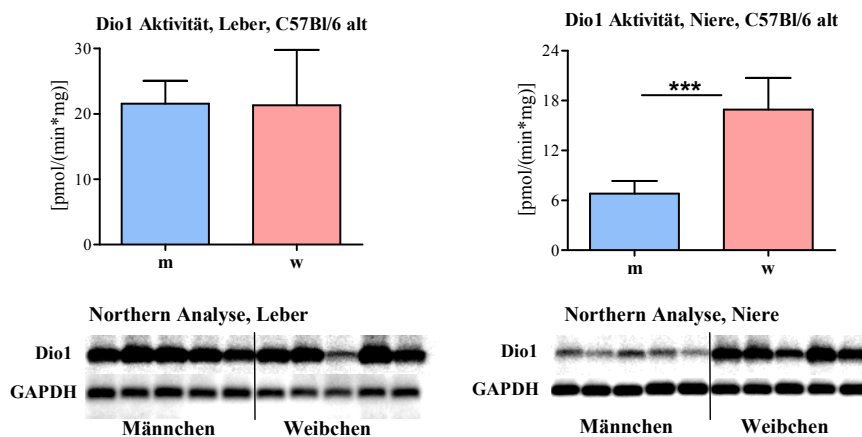 Dio1 Aktivität, Leber, C57Bl/6 alt
[pmol/(min*mg)]
30
20
10
0
m
w
Dio1 Aktivität, Niere, C57Bl/6 alt
[pmol/(min*mg)]
24
18
12
6
0
***
m
w
Northern Analyse, Leber
Dio1
GAPDH
Männchen
Weibchen
Northern Analyse, Niere
Dio1
GAPDH
Männchen
Weibchen